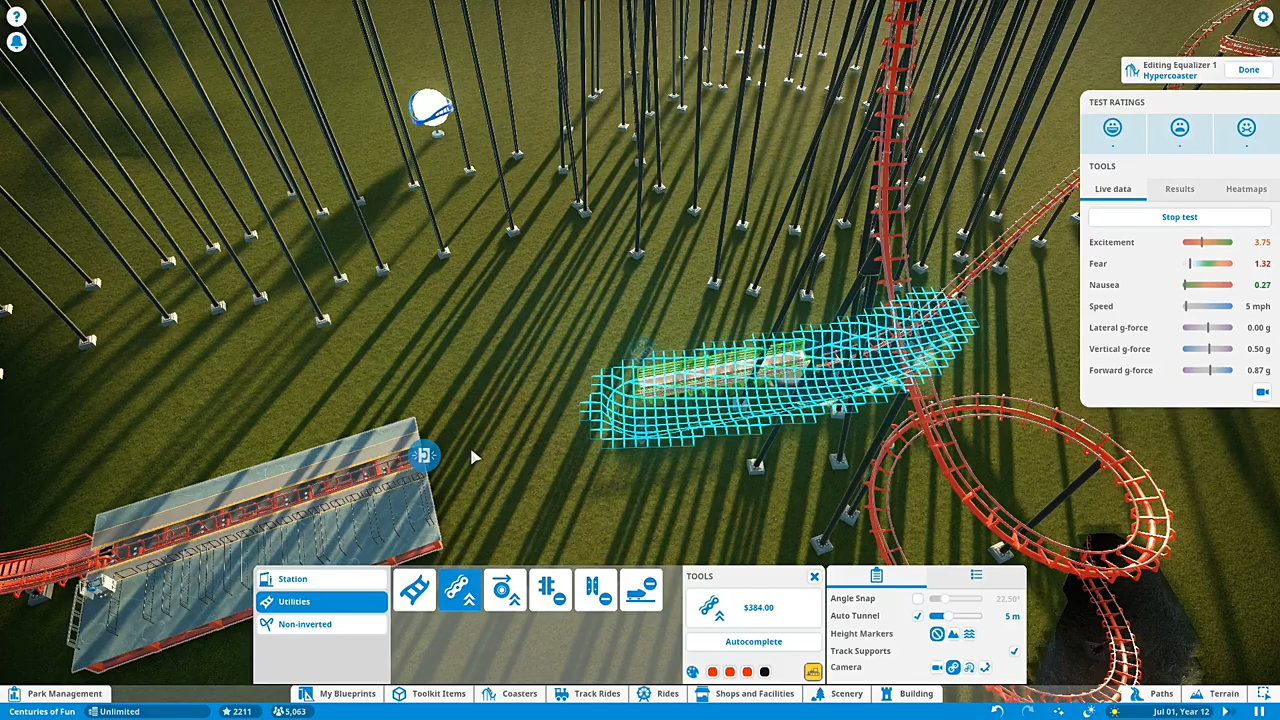 ?
Editing Equalizer 1
Hypercoaster
Done
TEST RATINGS
- - -
TOOLS
Live data Results Heatmaps
Stop test
Excitement 3.75
Fear 1.32
Nausea 0.27
Speed 5 mph
Lateral g-force 0.00 g
Vertical g-force 0.50 g
Forward g-force 0.87 g
Station
Utilities
Non-inverted
TOOLS
$384.00
Autocomplete
Angle Snap 22.50°
Auto Tunnel 5 m
Height Markers
Track Supports
Camera
Park Management My Blueprints Toolkit Items Coasters Track Rides Rides Shops and Facilities Scenery Building Paths Terrain
Centuries of Fun Unlimited 2211 5,063 Jul 01, Year 12